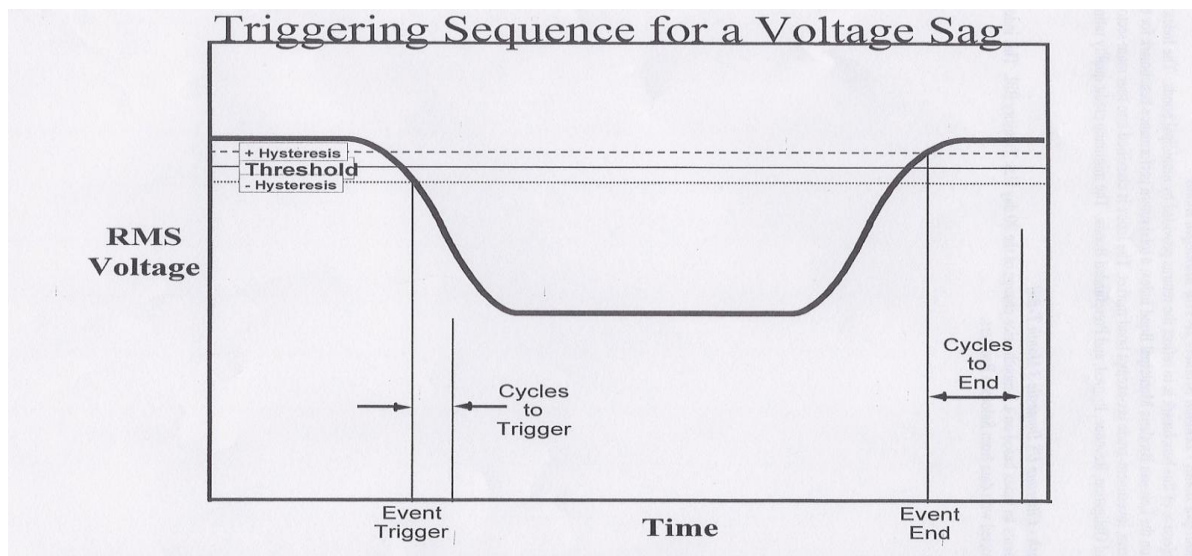 Triggering Sequence for a Voltage Sag
+ Hysteresis
Threshold
- Hysteresis
RMS
Voltage
Cycles
to
Trigger
Cycles
to
End
Event
Trigger
Time
Event
End